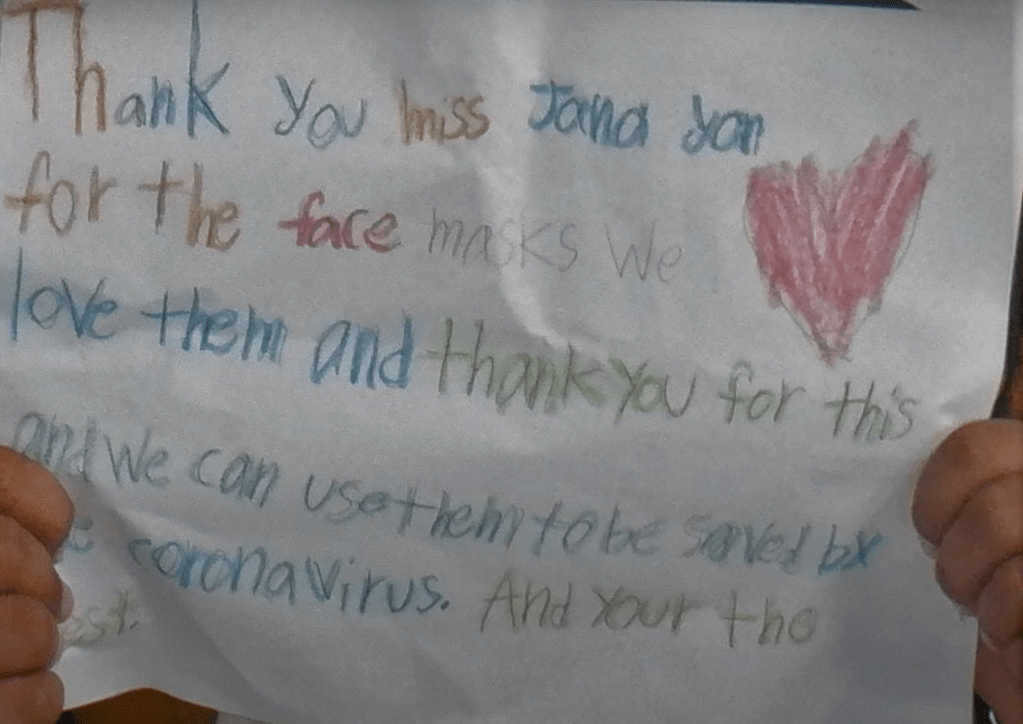 Thank you miss Jana yan
for the face masks we
love them and thank you for this
and we can use them to be saved by
coronavirus. And your the
est.